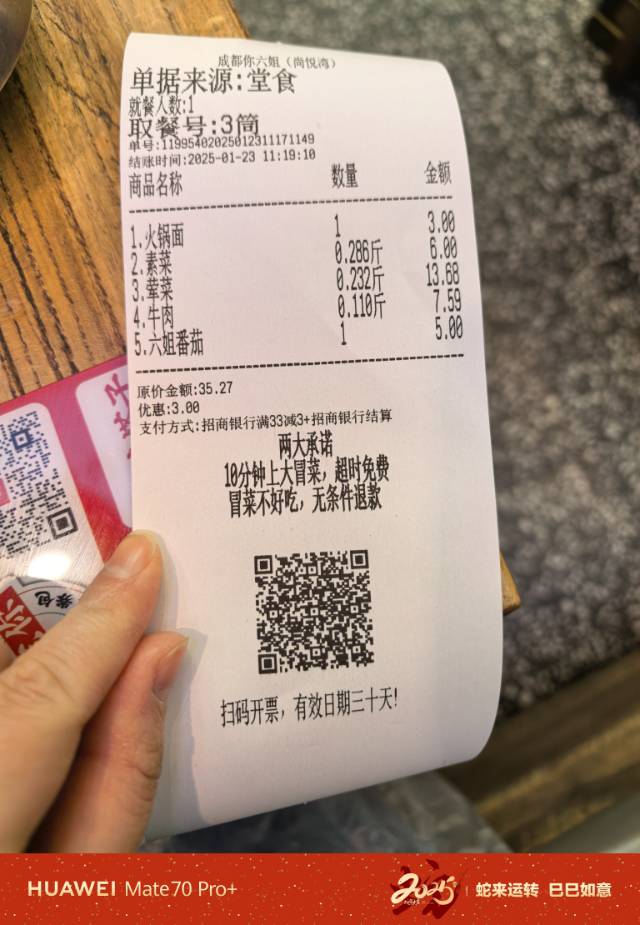 成都你六姐（尚悦湾）
单据来源:堂食
就餐人数:1
取餐号:3筒
单号:11995402025012311171149
结账时间:2025-01-23 11:19:10
商品名称 数量 金额
1.火锅面 1 3.00
2.素菜 0.286斤 6.00
3.荤菜 0.232斤 13.68
4.牛肉 0.110斤 7.59
5.六姐番茄 1 5.00
原价金额:35.27
优惠:3.00
支付方式:招商银行满33减3+招商银行结算
两大承诺
10分钟上大冒菜，超时免费
冒菜不好吃，无条件退款
扫码开票，有效日期三十天!
HUAWEI Mate70 Pro+
2025
蛇来运转 巳巳如意